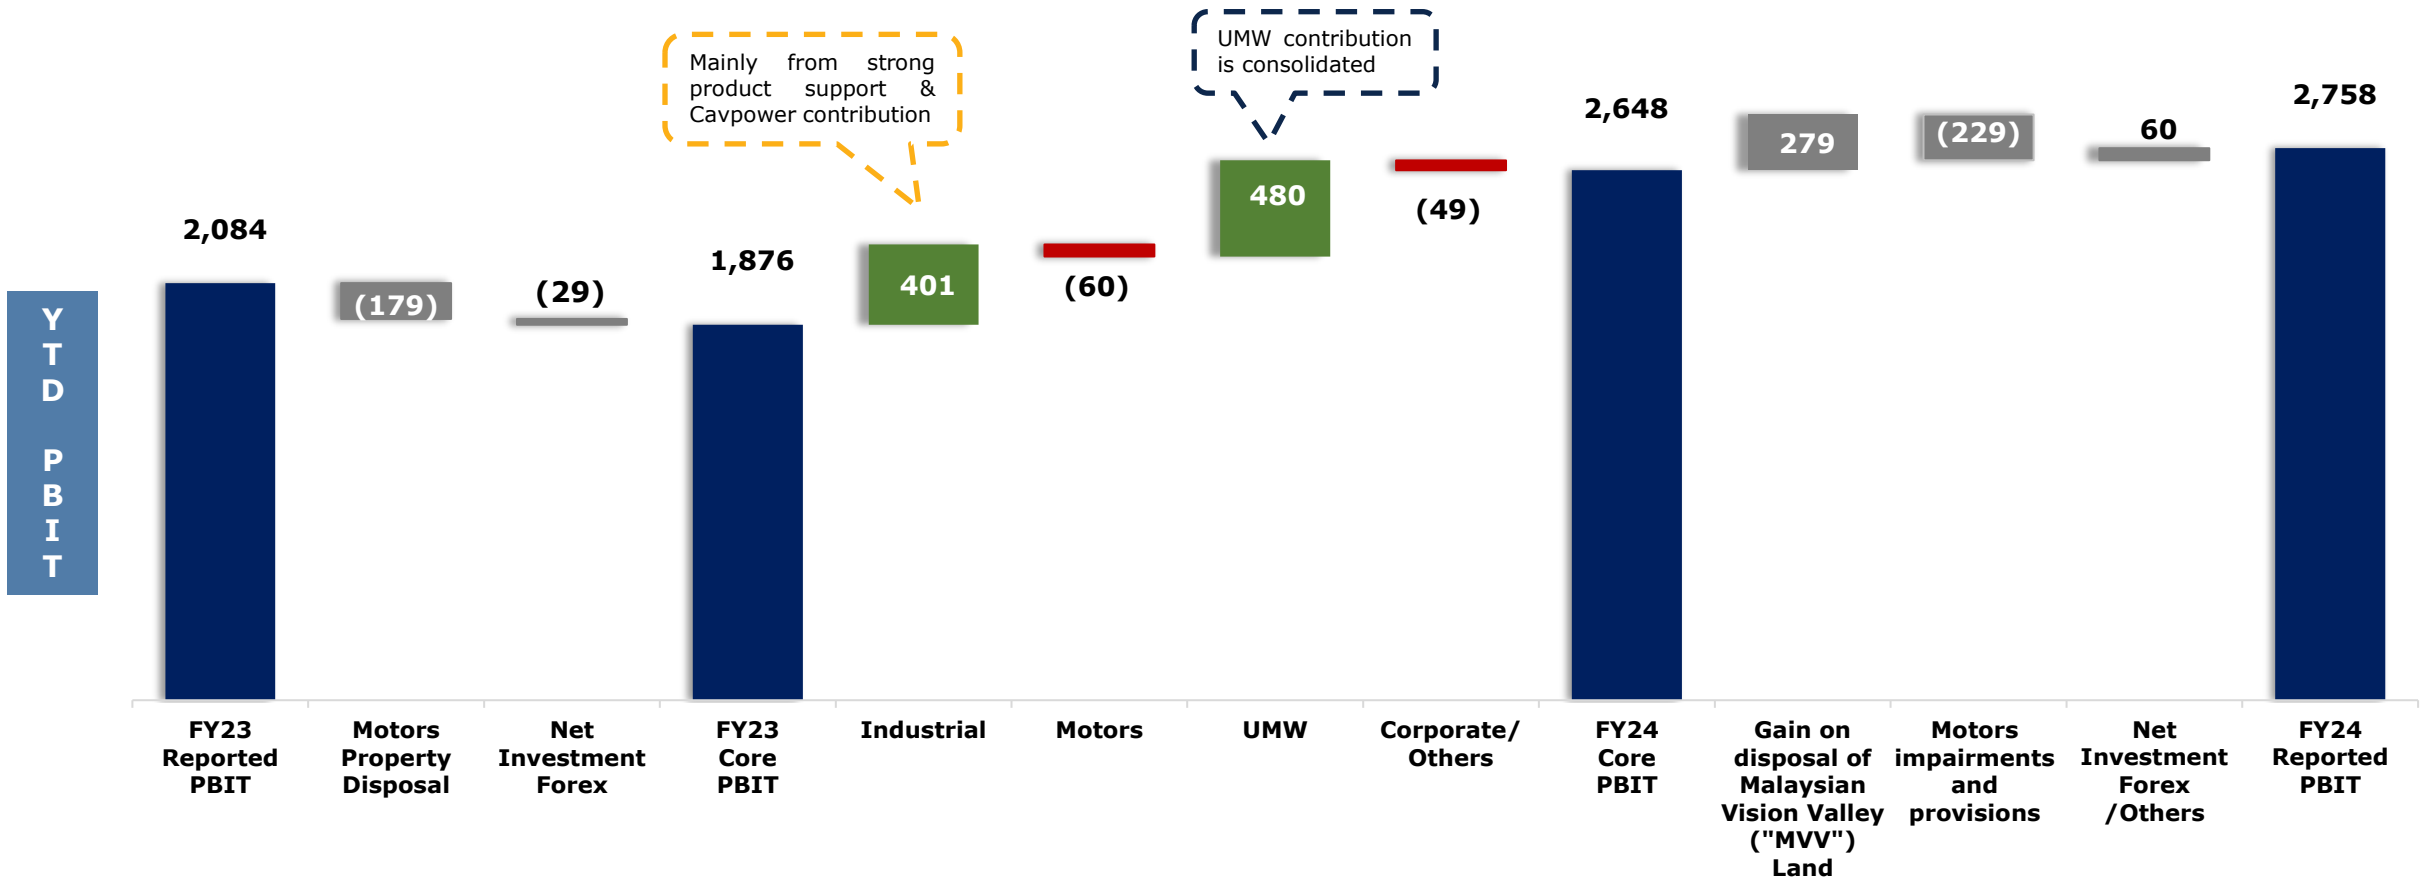 Mainly from strong
product support &
Cavpower contribution
UMW contribution
is consolidated
2,084
(179)
(29)
1,876
401
(60)
480
(49)
2,648
279
(229)
60
2,758
Y
T
D
P
B
I
T
FY23
Reported
PBIT
Motors
Property
Disposal
Net
Investment
Forex
FY23
Core
PBIT
Industrial
Motors
UMW
Corporate/
Others
FY24
Core
PBIT
Gain on
disposal of
Malaysian
Vision Valley
("MVV")
Land
Motors
impairments
and
provisions
Net
Investment
Forex
/Others
FY24
Reported
PBIT